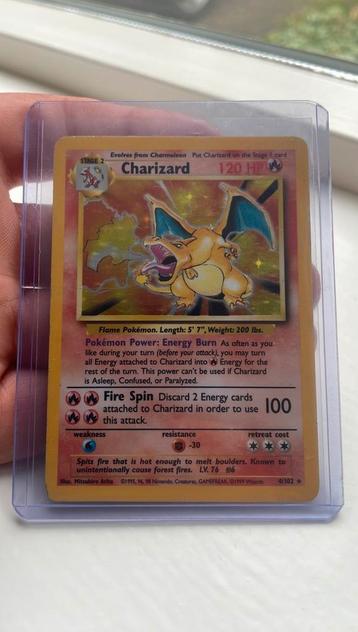 Evolves from Charmeleon Put Charizard on the Stage 1 card
STAGE 2
Charizard 120 HP
Flame Pokémon. Length: 5' 7", Weight: 200 lbs.
Pokémon Power: Energy Burn As often as you
like during your turn (before your attack), you may turn
all Energy attached to Charizard into Energy for the
rest of the turn. This power can't be used if Charizard
is Asleep, Confused, or Paralyzed.
Fire Spin Discard 2 Energy cards
attached to Charizard in order to use 100
this attack.
weakness resistance retreat cost
-30
Spits fire that is hot enough to melt boulders. Known to
unintentionally cause forest fires. LV. 76 #6
Illus. Mitsuhiro Arita ©1995, 96, 98 Nintendo, Creatures, GAMEFREAK. ©1999 Wizards. 4/102